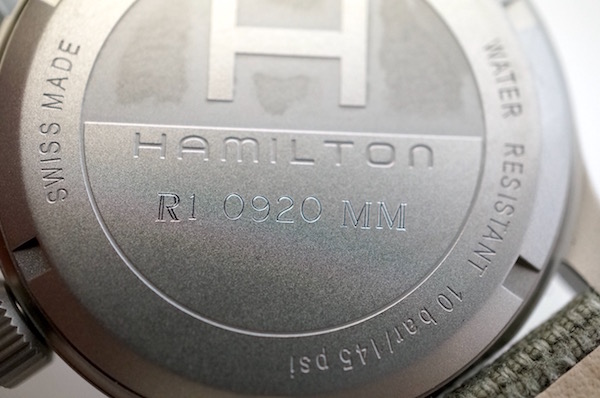 H
HAMILTON
R1 0920 MM
SWISS MADE
WATER RESISTANT 10 bar/145 psi